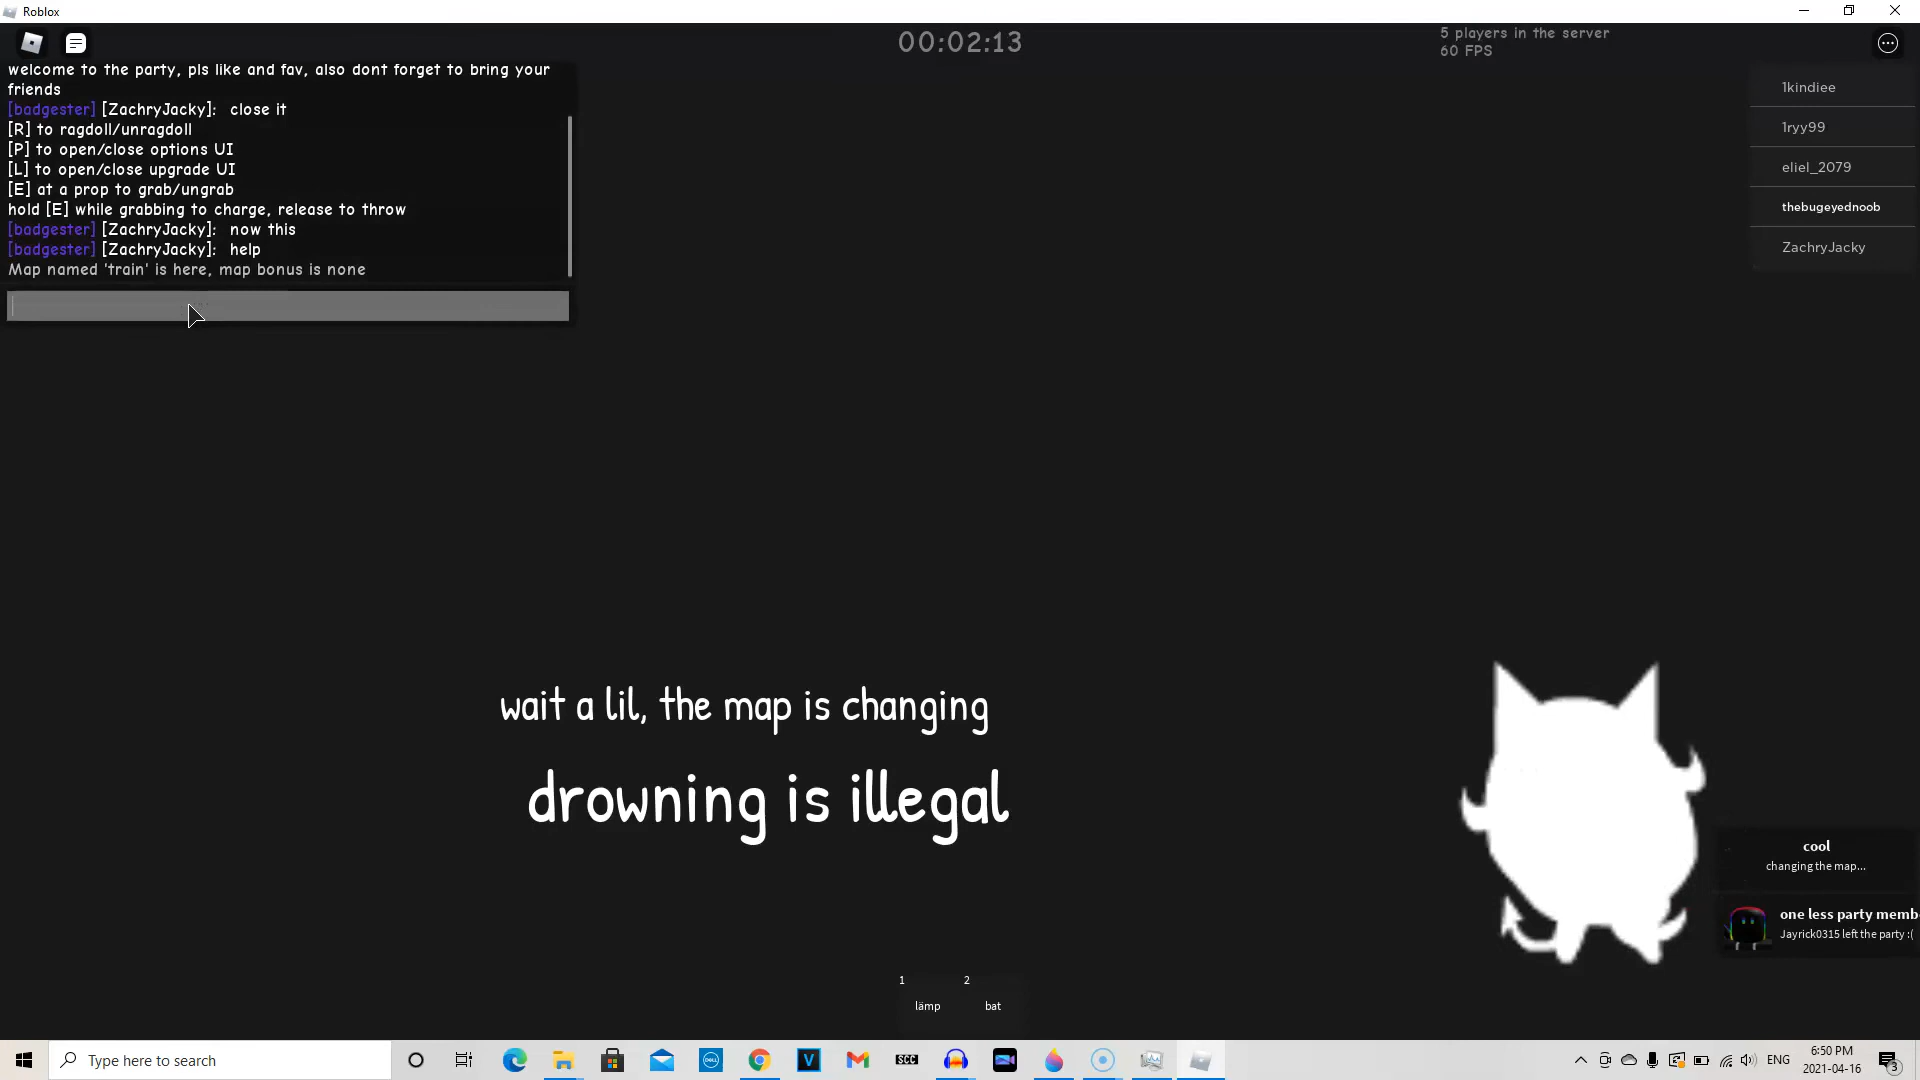 Roblox
00:02:13
5 players in the server
60 FPS
welcome to the party, pls like and fav, also dont forget to bring your
friends
[badgester] [ZachryJacky]: close it
[R] to ragdoll/unragdoll
[P] to open/close options UI
[L] to open/close upgrade UI
[E] at a prop to grab/ungrab
hold [E] while grabbing to charge, release to throw
[badgester] [ZachryJacky]: now this
[badgester] [ZachryJacky]: help
Map named 'train' is here, map bonus is none
1kindiee
1ryy99
eliel_2079
thebugeyednoob
ZachryJacky
wait a lil, the map is changing
drowning is illegal
cool
changing the map...
one less party memb
Jayrick0315 left the party :(
1 2
lämp bat
Type here to search
DELL
V
SCC
ENG
6:50 PM
2021-04-16
3